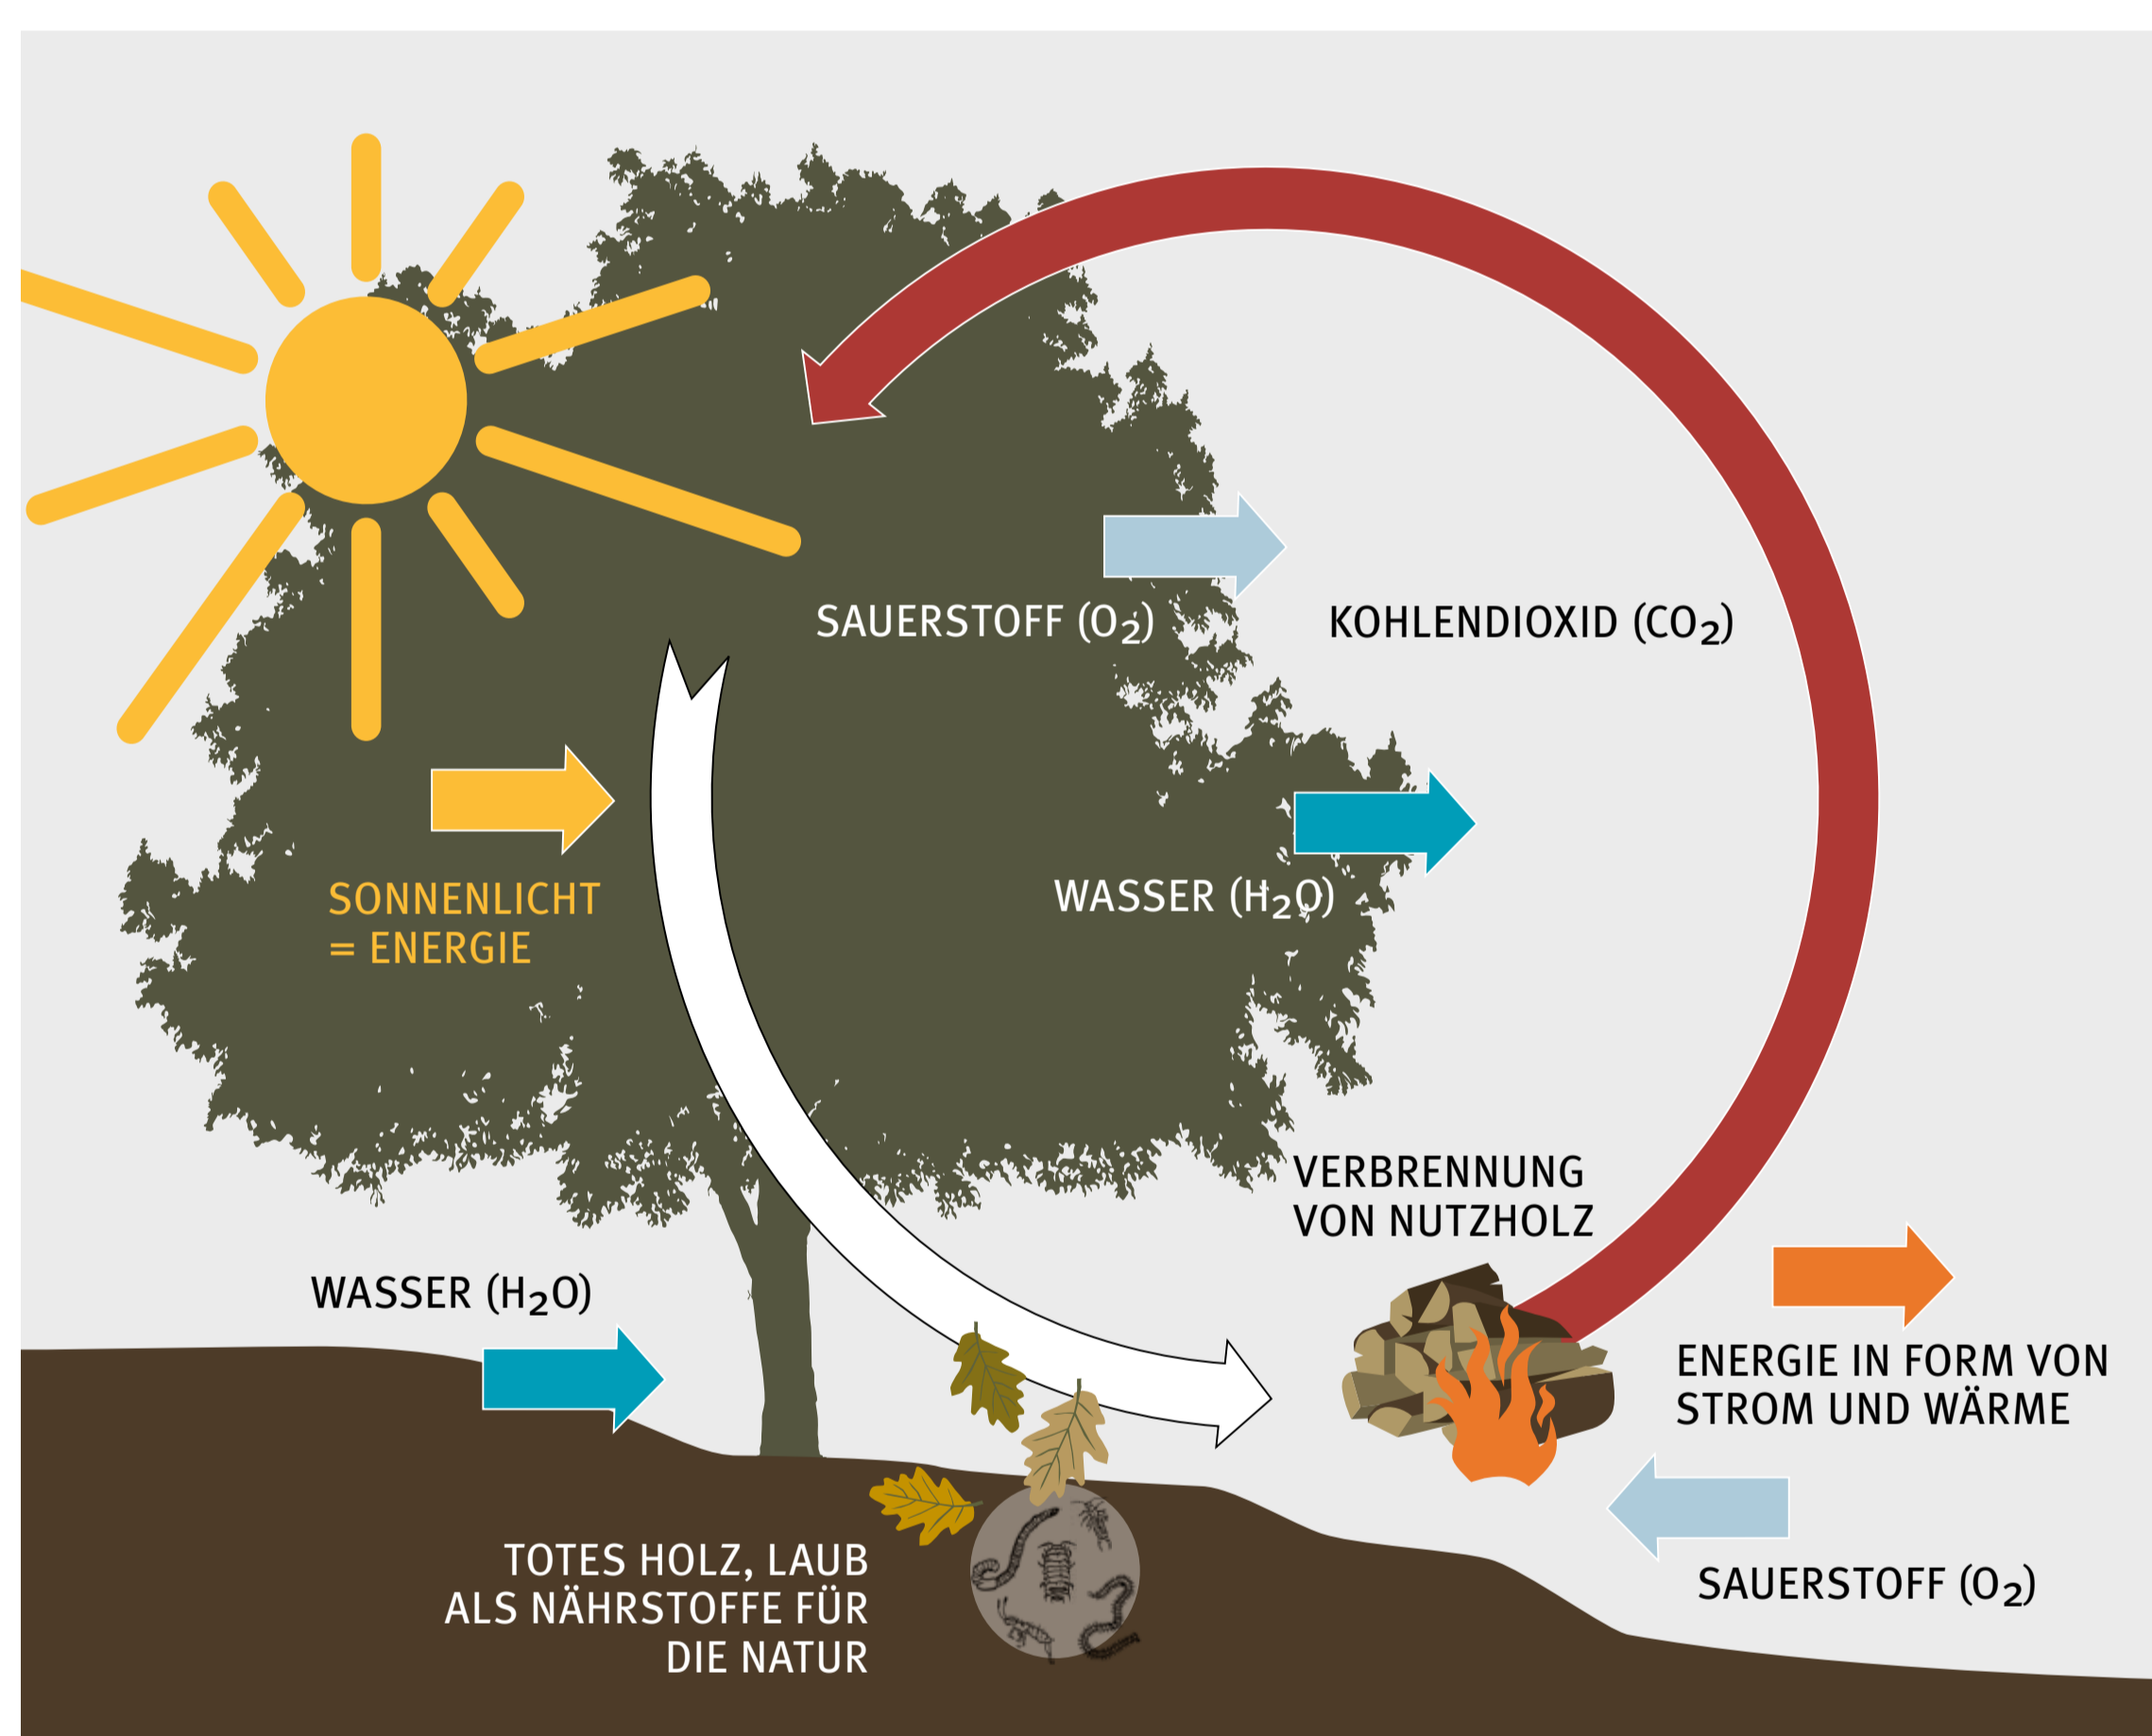 SAUERSTOFF (O₂)
KOHLENDIOXID (CO₂)
SONNENLICHT
= ENERGIE
WASSER (H₂O)
VERBRENNUNG
VON NUTZHOLZ
WASSER (H₂O)
ENERGIE IN FORM VON
STROM UND WÄRME
TOTES HOLZ, LAUB
ALS NÄHRSTOFFE FÜR
DIE NATUR
SAUERSTOFF (O₂)